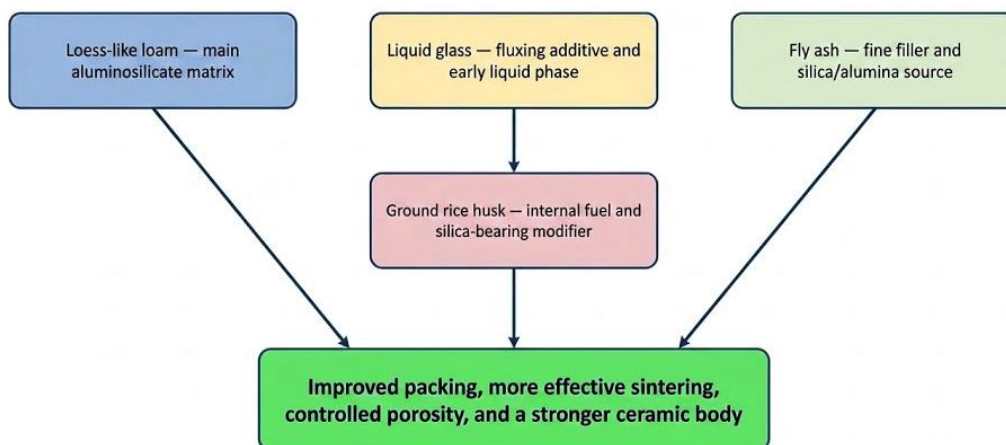 Loess-like loam — main
aluminosilicate matrix
Liquid glass — fluxing additive and
early liquid phase
Fly ash — fine filler and
silica/alumina source
Ground rice husk — internal fuel and
silica-bearing modifier
Improved packing, more effective sintering,
controlled porosity, and a stronger ceramic body